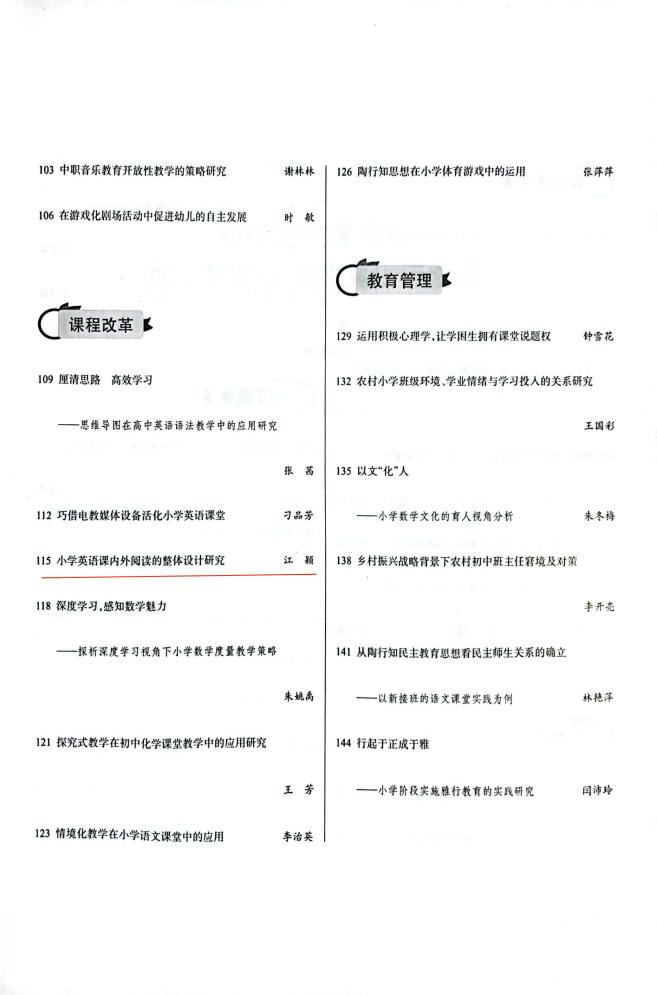 103 中职音乐教育开放性教学的策略研究 谢林林
106 在游戏化剧场活动中促进幼儿的自主发展 时 敏
课程改革
109 厘清思路 高效学习
——思维导图在高中英语语法教学中的应用研究
张 茜
112 巧借电教媒体设备活化小学英语课堂 刁品芳
115 小学英语课内外阅读的整体设计研究 江 颖
118 深度学习,感知数学魅力
——探析深度学习视角下小学数学度量教学策略
朱姚禹
121 探究式教学在初中化学课堂教学中的应用研究
王 芳
123 情境化教学在小学语文课堂中的应用 李治英
126 陶行知思想在小学体育游戏中的运用 张萍萍
教育管理
129 运用积极心理学,让学困生拥有课堂说题权 钟雪花
132 农村小学班级环境、学业情绪与学习投入的关系研究
王国彩
135 以文“化”人
——小学数学文化的育人视角分析 朱冬梅
138 乡村振兴战略背景下农村初中班主任窘境及对策
李开亮
141 从陶行知民主教育思想看民主师生关系的确立
——以新接班的语文课堂实践为例 林艳萍
144 行起于正成于雅
——小学阶段实施雅行教育的实践研究 闫沛玲